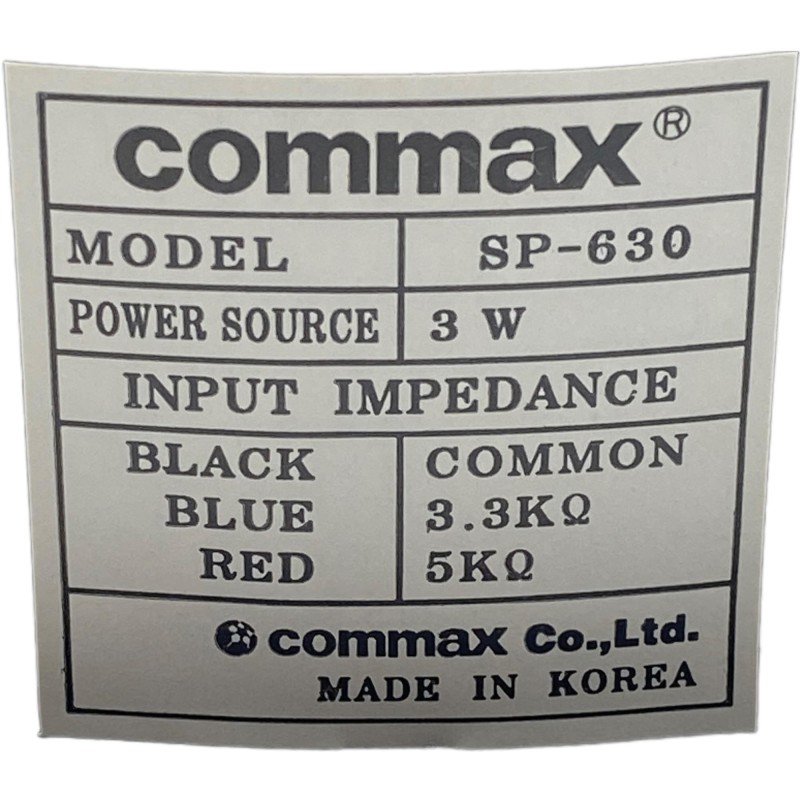 commax®
MODEL SP-630
POWER SOURCE 3 W
INPUT IMPEDANCE
BLACK COMMON
BLUE 3.3KΩ
RED 5KΩ
commax Co.,Ltd.
MADE IN KOREA